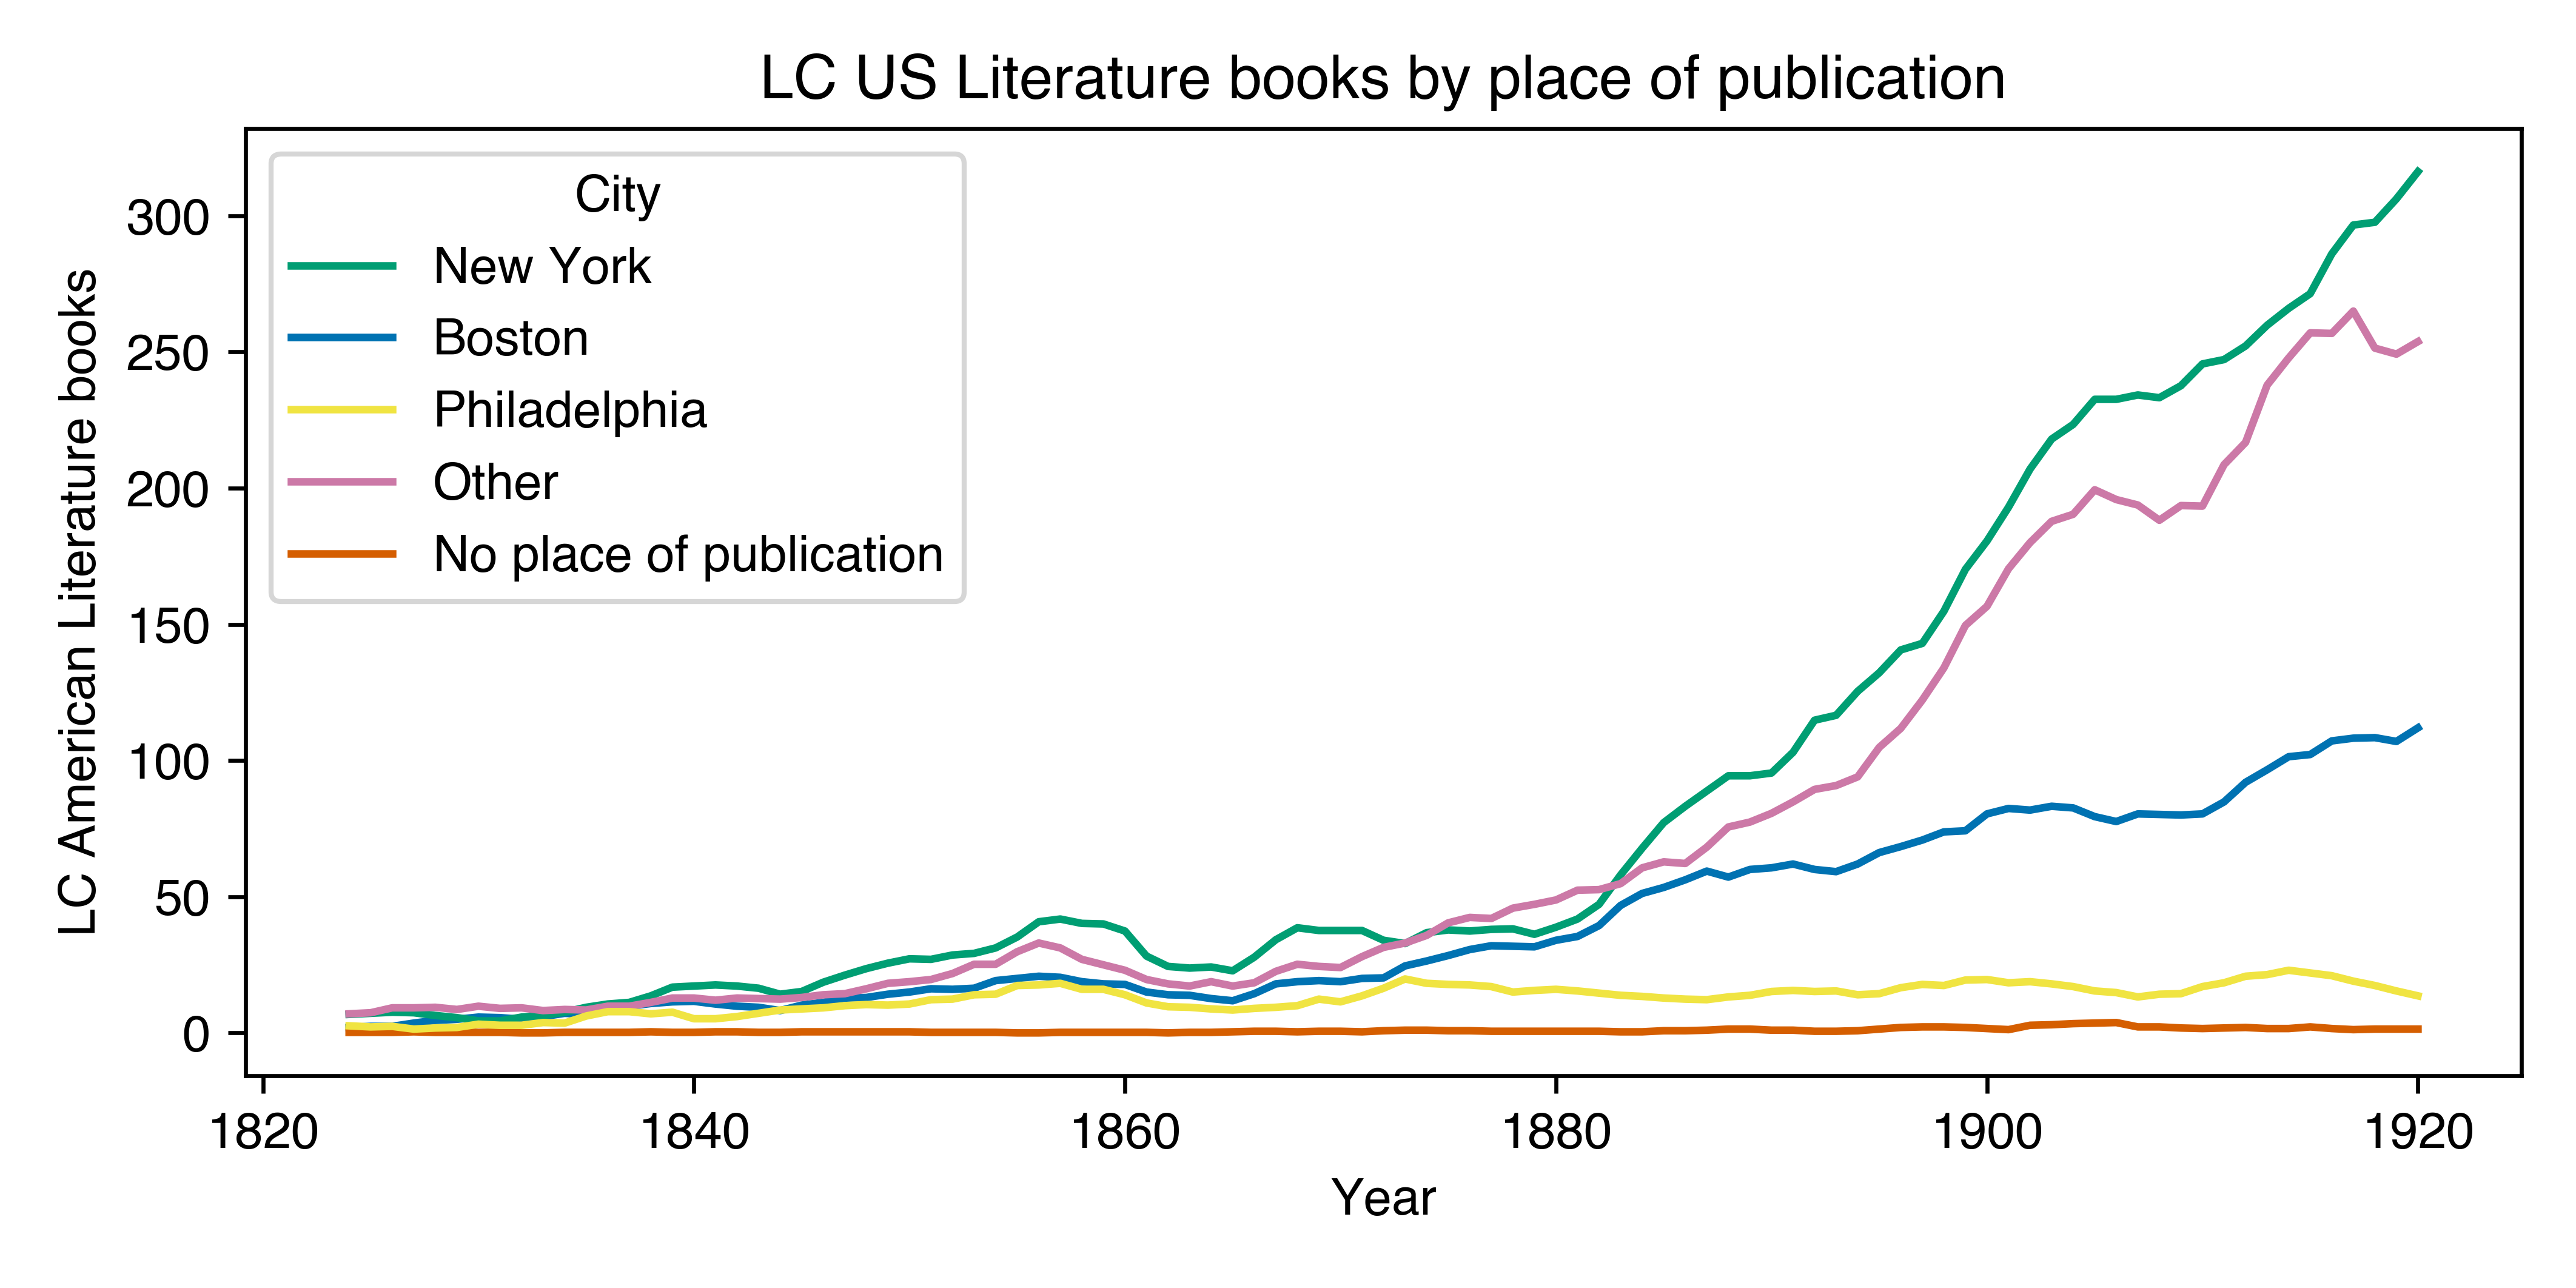 LC US Literature books by place of publication
City
New York
Boston
Philadelphia
Other
No place of publication
LC American Literature books
300
250
200
150
100
50
0
1820 1840 1860 1880 1900 1920
Year